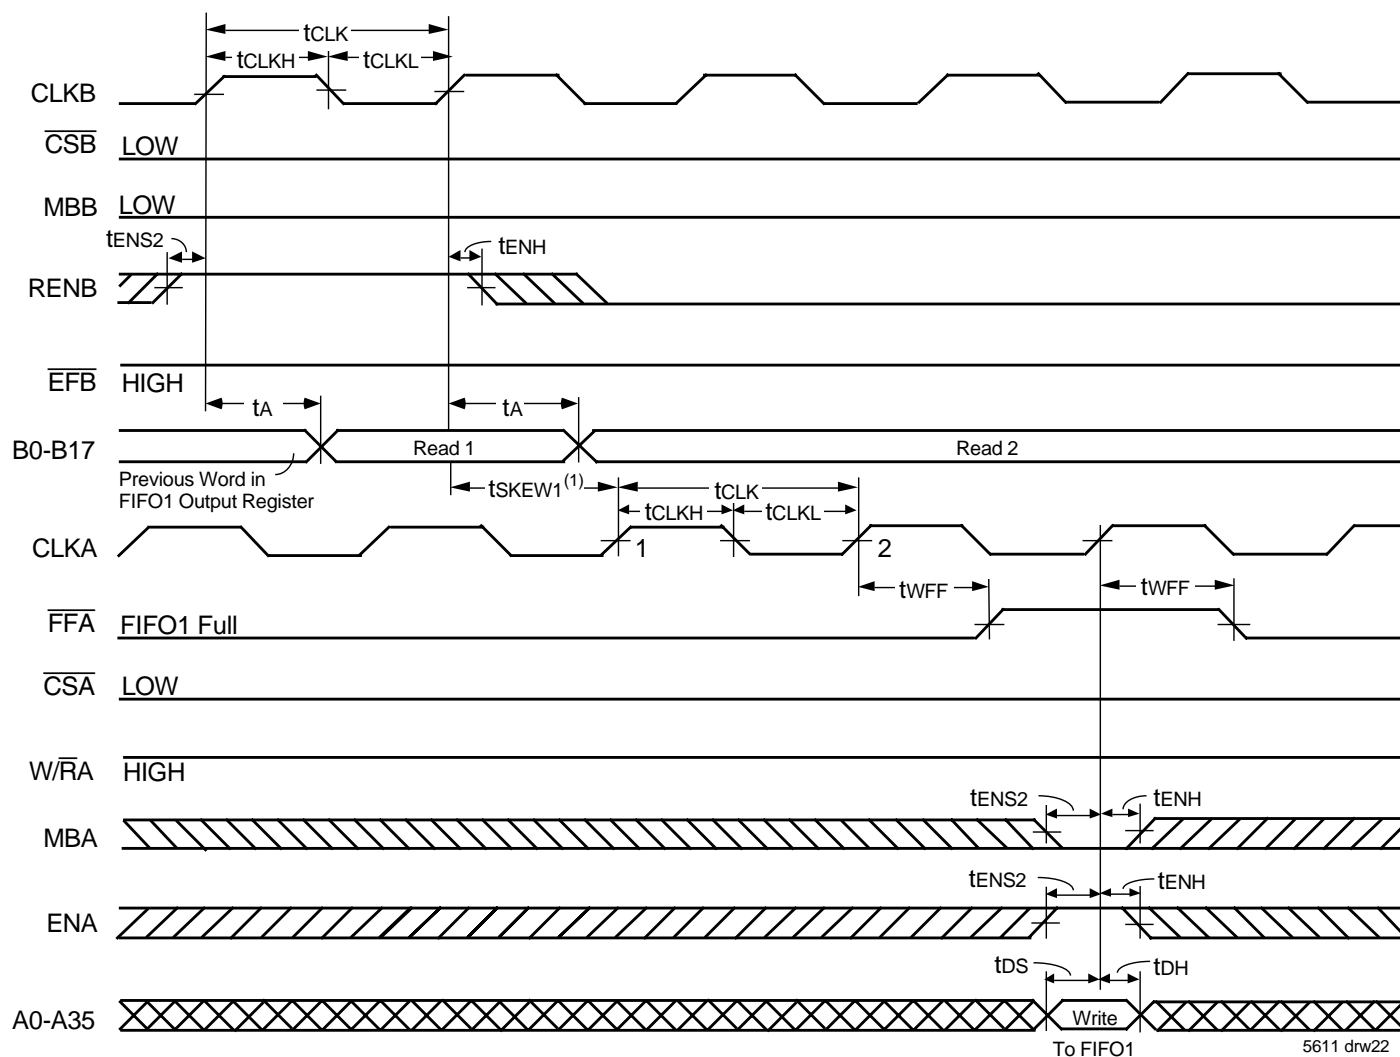 tCLK
tCLKH tCLKL
CLKB
CSB LOW
MBB LOW
tENS2 tENH
RENB
EFB HIGH
tA tA
B0-B17 Read 1 Read 2
Previous Word in
FIFO1 Output Register
tSKEW1(1) tCLK
tCLKH tCLKL
CLKA 1 2
tWFF tWFF
FFA FIFO1 Full
CSA LOW
W/RA HIGH
tENS2 tENH
MBA
tENS2 tENH
ENA
tDS tDH
A0-A35 Write
To FIFO1 5611 drw22